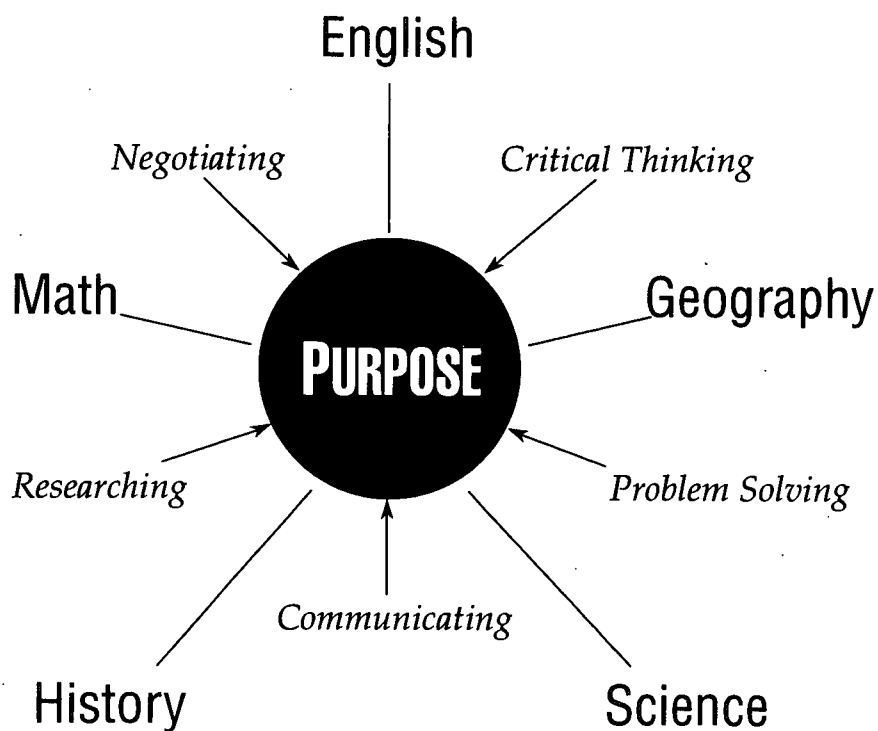 English
Negotiating
Critical Thinking
Math
Geography
PURPOSE
Researching
Problem Solving
Communicating
History
Science